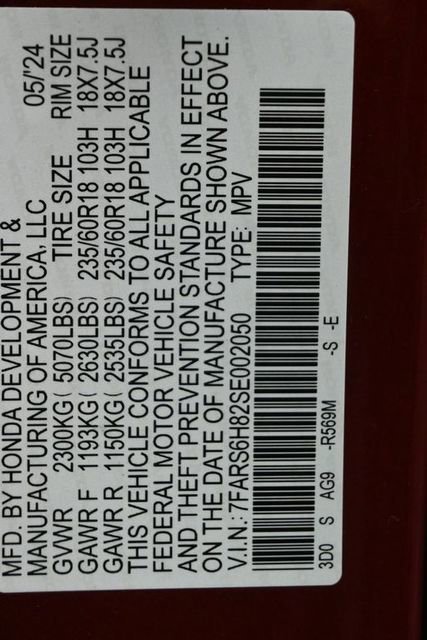 MFD. BY HONDA DEVELOPMENT &
MANUFACTURING OF AMERICA, LLC 05/'24
GVWR 2300KG( 5070LBS) TIRE SIZE RIM SIZE
GAWR F 1193KG( 2630LBS) 235/60R18 103H 18X7.5J
GAWR R 1150KG( 2535LBS) 235/60R18 103H 18X7.5J
THIS VEHICLE CONFORMS TO ALL APPLICABLE
FEDERAL MOTOR VEHICLE SAFETY
AND THEFT PREVENTION STANDARDS IN EFFECT
ON THE DATE OF MANUFACTURE SHOWN ABOVE.
V.I.N.: 7FARS6H82SE002050 TYPE: MPV
3D0 S AG9 -R569M -S -E